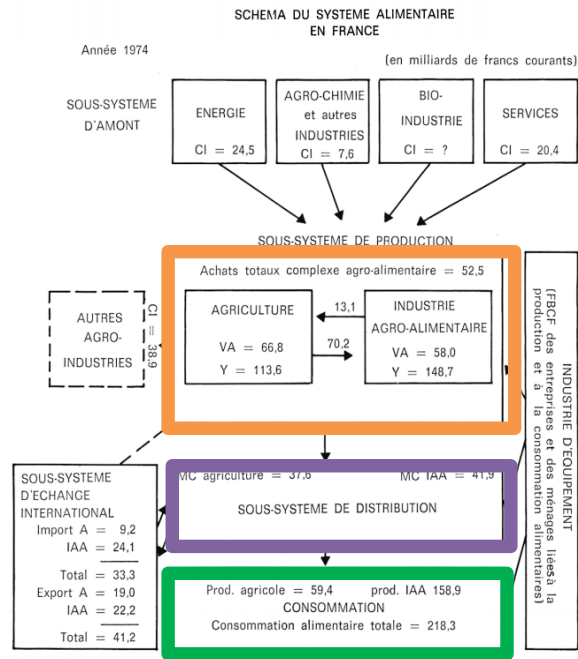 SCHEMA DU SYSTEME ALIMENTAIRE
EN FRANCE
Année 1974
(en milliards de francs courants)
SOUS-SYSTEME
D'AMONT
ENERGIE
CI = 24,5
AGRO-CHIMIE
et autres
INDUSTRIES
CI = 7,6
BIO-
INDUSTRIE
CI = ?
SERVICES
CI = 20,4
SOUS-SYSTEME DE PRODUCTION
Achats totaux complexe agro-alimentaire = 52,5
AUTRES
AGRO-
INDUSTRIES
CI = 38,9
AGRICULTURE
VA = 66,8
Y = 113,6
13,1
70,2
INDUSTRIE
AGRO-ALIMENTAIRE
VA = 58,0
Y = 148,7
INDUSTRIE D'EQUIPEMENT
(FBCF des entreprises et des ménages liées à la
production et à la consommation alimentaires)
SOUS-SYSTEME
D'ECHANGE
INTERNATIONAL
Import A = 9,2
IAA = 24,1
Total = 33,3
Export A = 19,0
IAA = 22,2
Total = 41,2
MC agriculture = 37,6 MC IAA = 41,9
SOUS-SYSTEME DE DISTRIBUTION
Prod. agricole = 59,4 prod. IAA 158,9
CONSOMMATION
Consommation alimentaire totale = 218,3